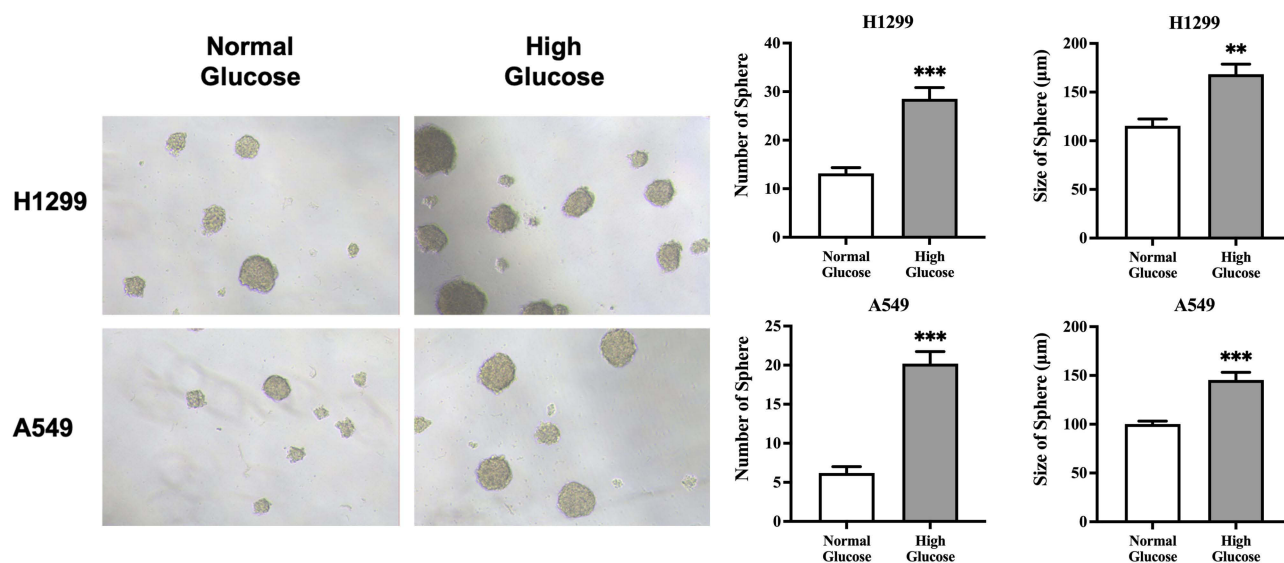 Normal
Glucose
High
Glucose
H1299
A549
H1299
Number of Sphere
40
30
20
10
0
***
Normal
Glucose
High
Glucose
H1299
Size of Sphere (μm)
200
150
100
50
0
**
Normal
Glucose
High
Glucose
A549
Number of Sphere
25
20
15
10
5
0
***
Normal
Glucose
High
Glucose
A549
Size of Sphere (μm)
200
150
100
50
0
***
Normal
Glucose
High
Glucose